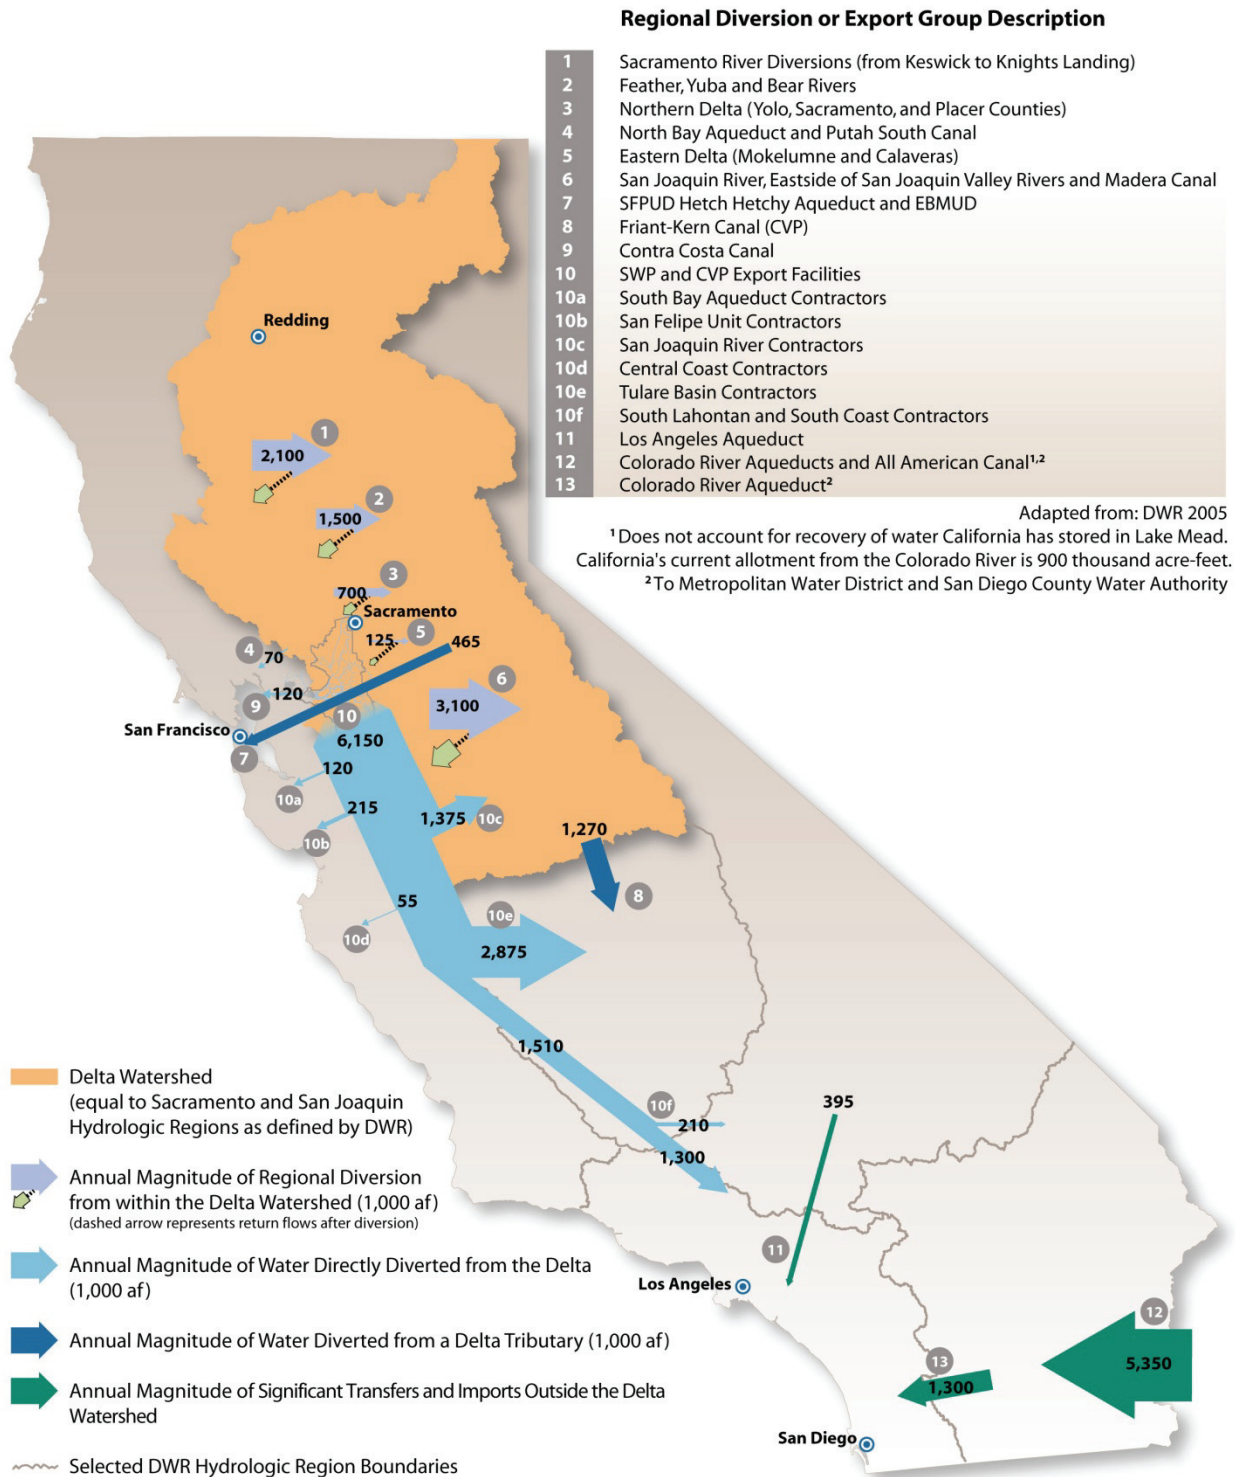 Regional Diversion or Export Group Description
1 Sacramento River Diversions (from Keswick to Knights Landing)
2 Feather, Yuba and Bear Rivers
3 Northern Delta (Yolo, Sacramento, and Placer Counties)
4 North Bay Aqueduct and Putah South Canal
5 Eastern Delta (Mokelumne and Calaveras)
6 San Joaquin River, Eastside of San Joaquin Valley Rivers and Madera Canal
7 SFPUD Hetch Hetchy Aqueduct and EBMUD
8 Friant-Kern Canal (CVP)
9 Contra Costa Canal
10 SWP and CVP Export Facilities
10a South Bay Aqueduct Contractors
10b San Felipe Unit Contractors
10c San Joaquin River Contractors
10d Central Coast Contractors
10e Tulare Basin Contractors
10f South Lahontan and South Coast Contractors
11 Los Angeles Aqueduct
12 Colorado River Aqueducts and All American Canal¹,²
13 Colorado River Aqueduct²
Adapted from: DWR 2005
¹ Does not account for recovery of water California has stored in Lake Mead.
California's current allotment from the Colorado River is 900 thousand acre-feet.
² To Metropolitan Water District and San Diego County Water Authority
Redding
1
2,100
2
1,500
3
700
Sacramento
5
125
465
4
70
6
120
9
3,100
10
San Francisco
6,150
7
120
10a
215
1,375
10c
10b
1,270
55
8
10e
10d
2,875
1,510
395
10f
210
1,300
11
Los Angeles
12
5,350
13
1,300
San Diego
Delta Watershed
(equal to Sacramento and San Joaquin
Hydrologic Regions as defined by DWR)
Annual Magnitude of Regional Diversion
from within the Delta Watershed (1,000 af)
(dashed arrow represents return flows after diversion)
Annual Magnitude of Water Directly Diverted from the Delta
(1,000 af)
Annual Magnitude of Water Diverted from a Delta Tributary (1,000 af)
Annual Magnitude of Significant Transfers and Imports Outside the Delta
Watershed
Selected DWR Hydrologic Region Boundaries